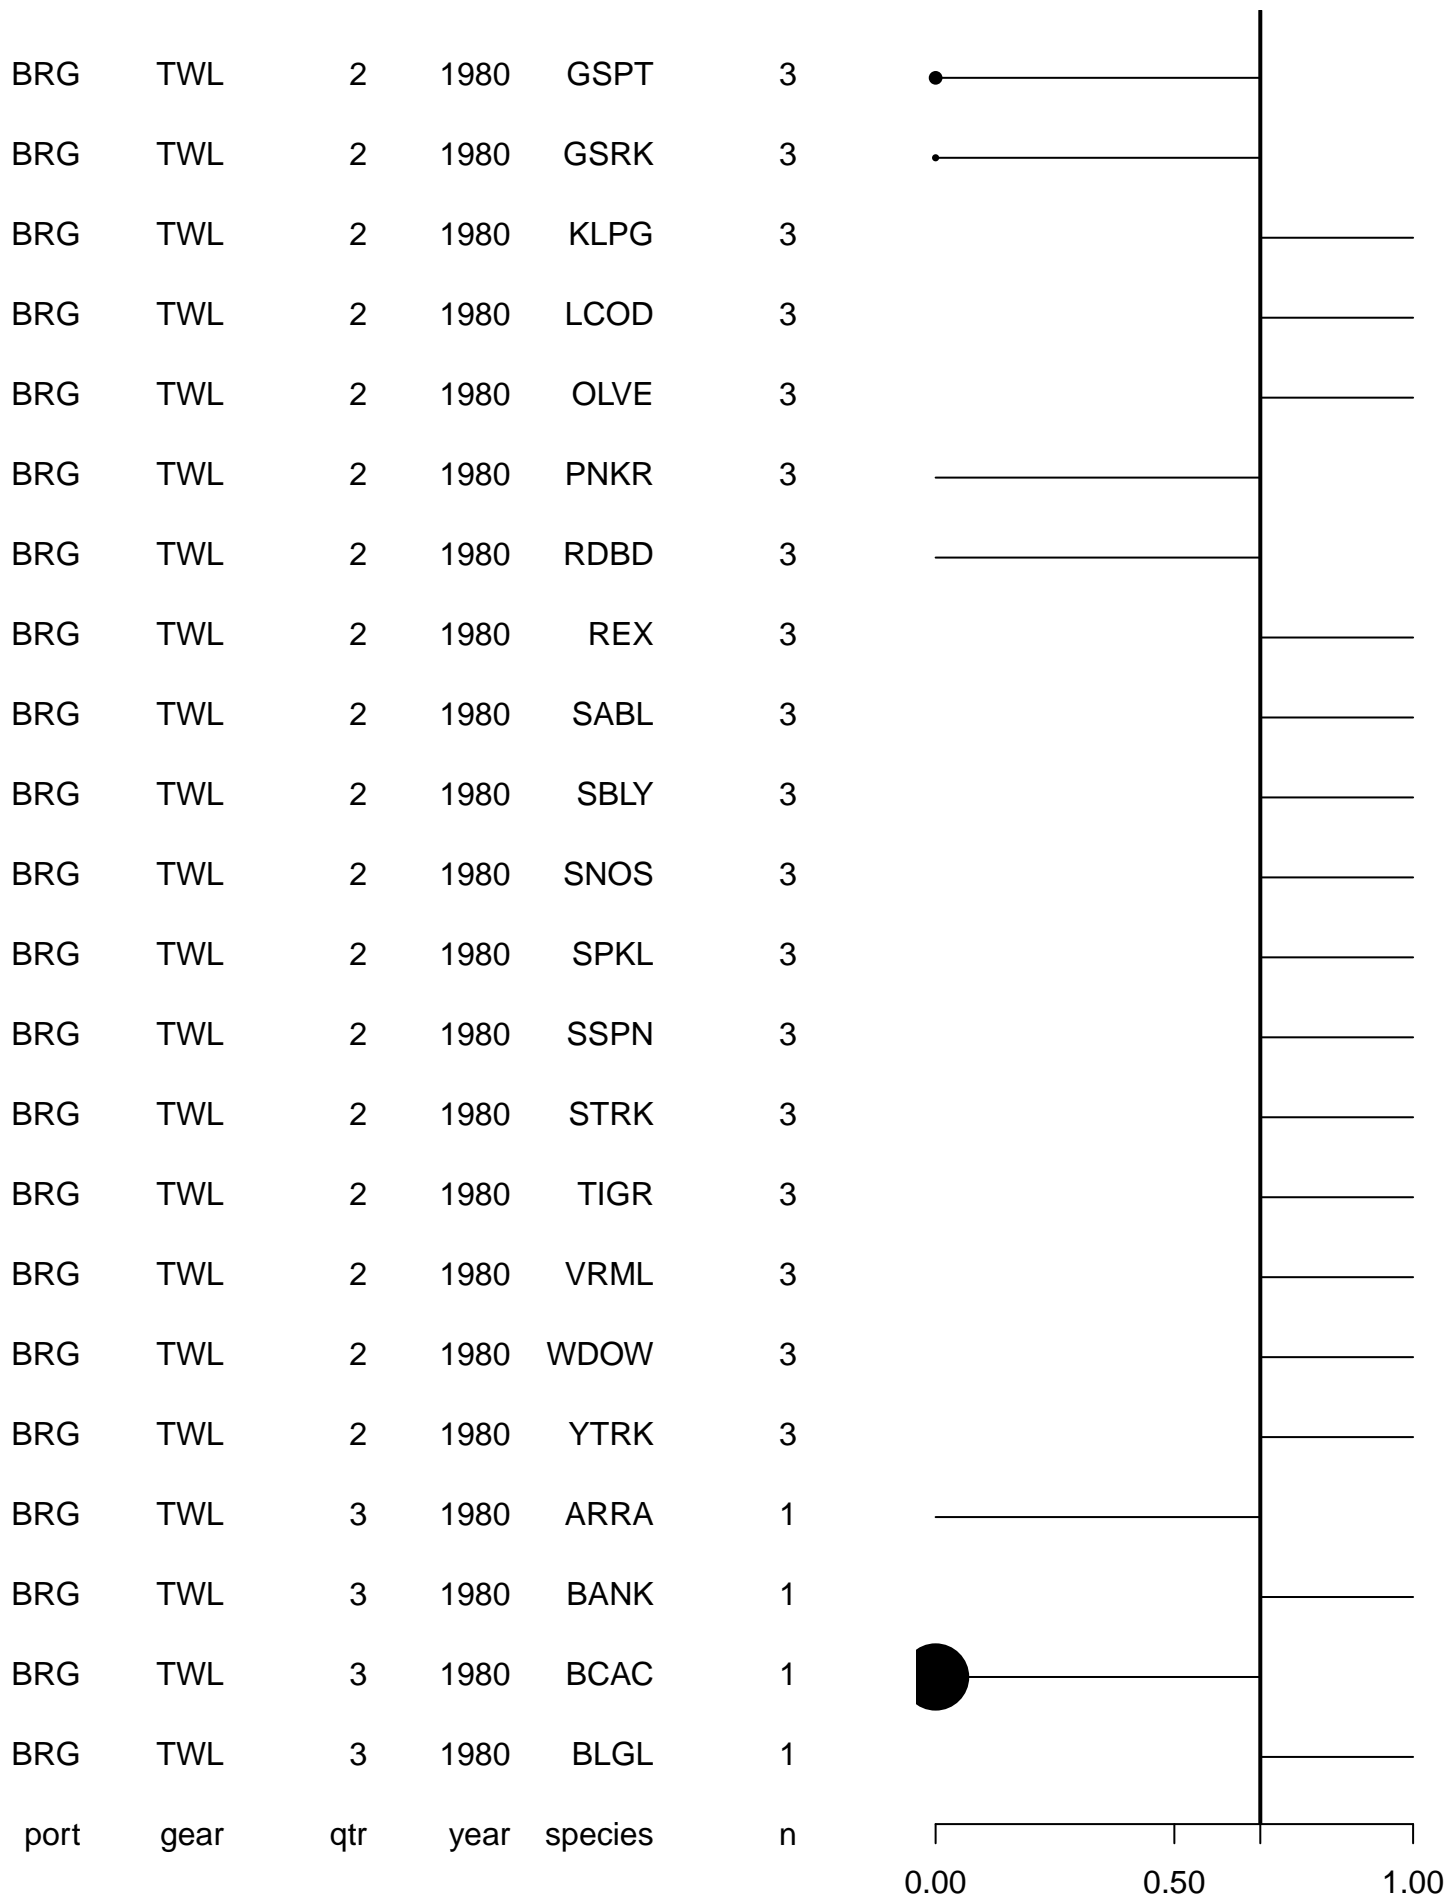 BRG TWL 2 1980 GSPT 3
BRG TWL 2 1980 GSRK 3
BRG TWL 2 1980 KLPG 3
BRG TWL 2 1980 LCOD 3
BRG TWL 2 1980 OLVE 3
BRG TWL 2 1980 PNKR 3
BRG TWL 2 1980 RDBD 3
BRG TWL 2 1980 REX 3
BRG TWL 2 1980 SABL 3
BRG TWL 2 1980 SBLY 3
BRG TWL 2 1980 SNOS 3
BRG TWL 2 1980 SPKL 3
BRG TWL 2 1980 SSPN 3
BRG TWL 2 1980 STRK 3
BRG TWL 2 1980 TIGR 3
BRG TWL 2 1980 VRML 3
BRG TWL 2 1980 WDOW 3
BRG TWL 2 1980 YTRK 3
BRG TWL 3 1980 ARRA 1
BRG TWL 3 1980 BANK 1
BRG TWL 3 1980 BCAC 1
BRG TWL 3 1980 BLGL 1
port gear qtr year species n
0.00 0.50 1.00